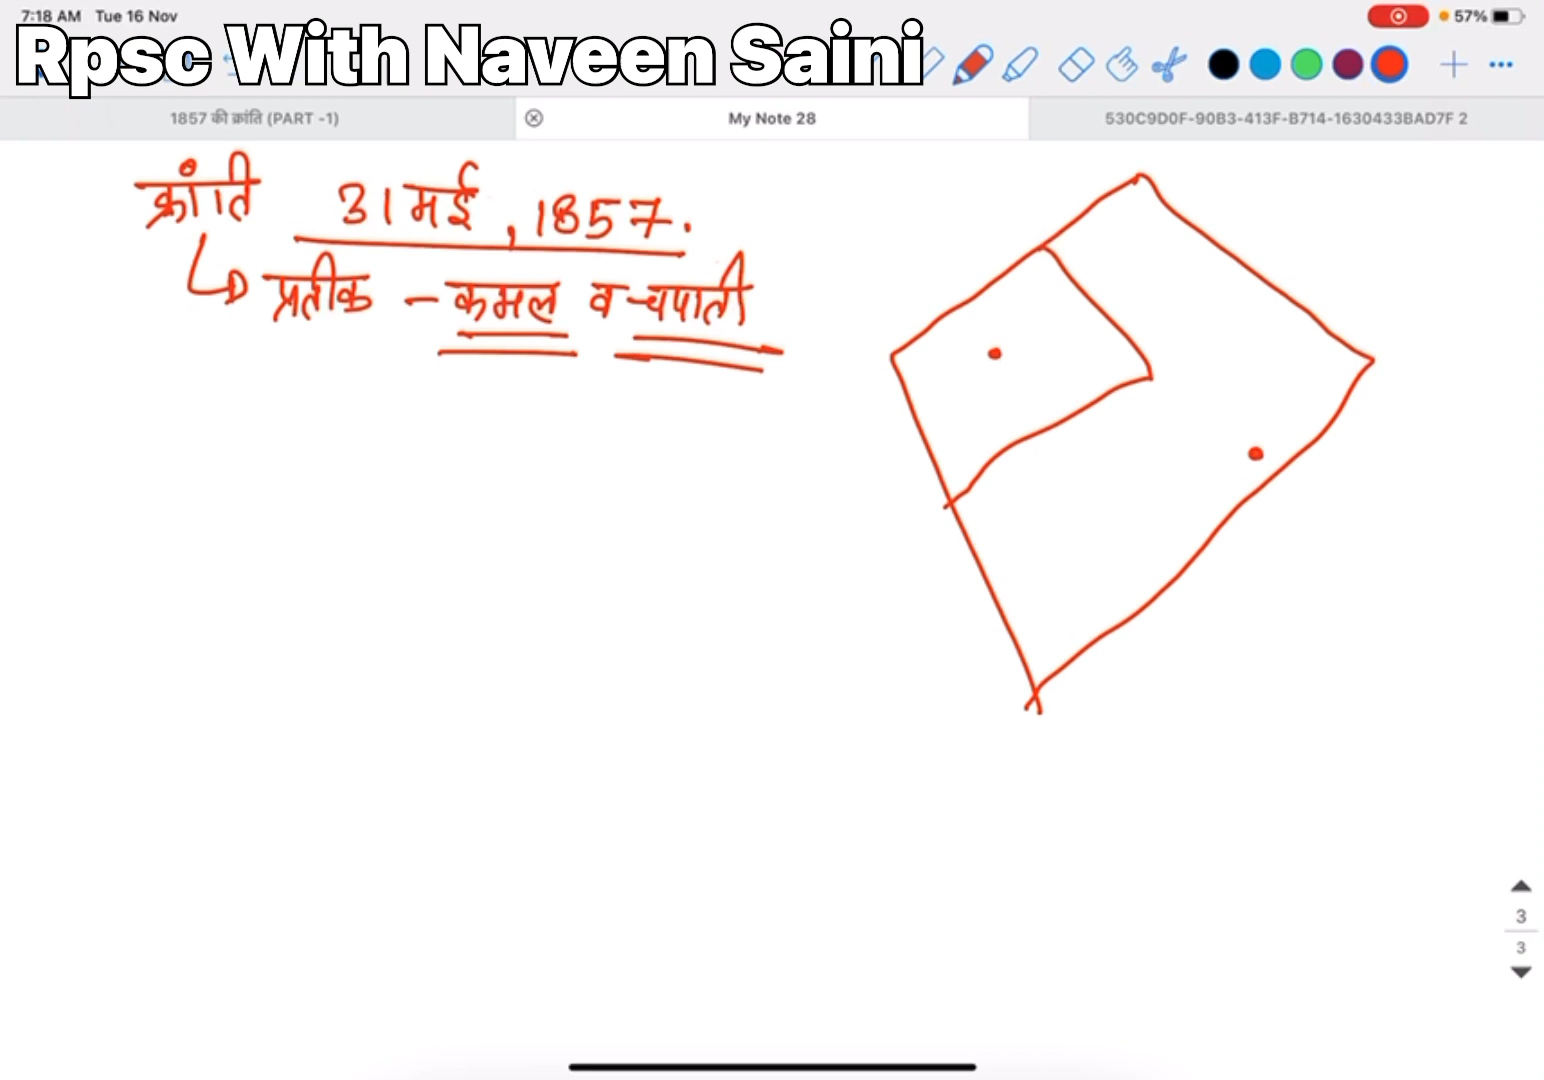 7:18 AM Tue 16 Nov
57%
Rpsc With Naveen Saini
1857 की क्रांति (PART -1)
My Note 28
530C9D0F-90B3-413F-B714-1630433BAD7F 2
क्रांति 31 मई, 1857.
प्रतीक - कमल व चपाती
3
3